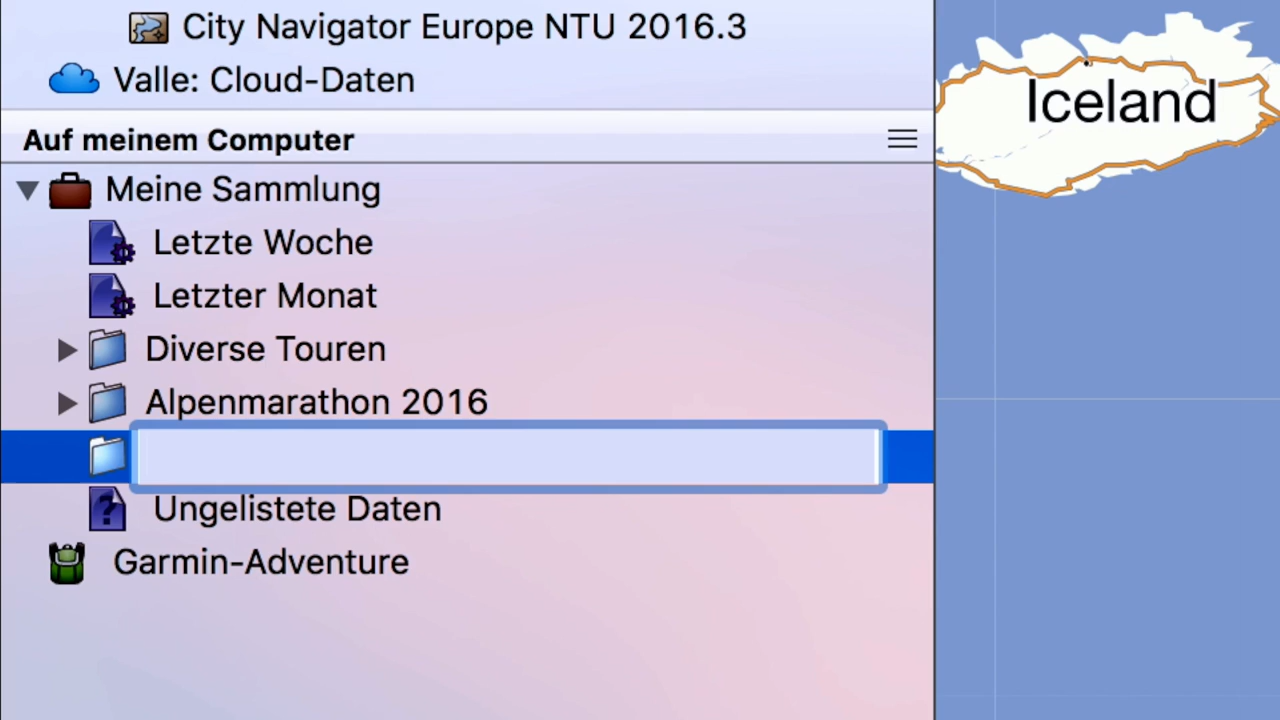 City Navigator Europe NTU 2016.3
Valle: Cloud-Daten
Auf meinem Computer
Meine Sammlung
Letzte Woche
Letzter Monat
Diverse Touren
Alpenmarathon 2016
Ungelistete Daten
Garmin-Adventure
Iceland